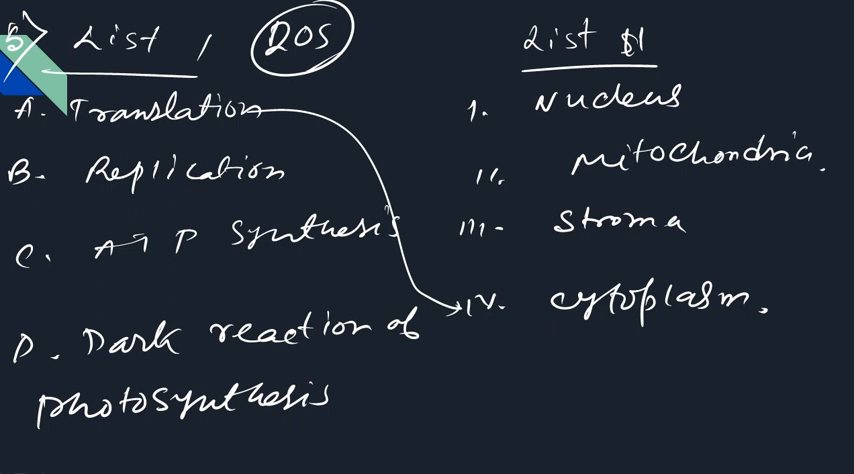 5) List 1 DOS
A. Translation
B. Replication
C. ATP Synthesis
D. Dark reaction of
photosynthesis
List II
I. Nucleus
II. Mitochondria.
III. Stroma
IV. Cytoplasm.